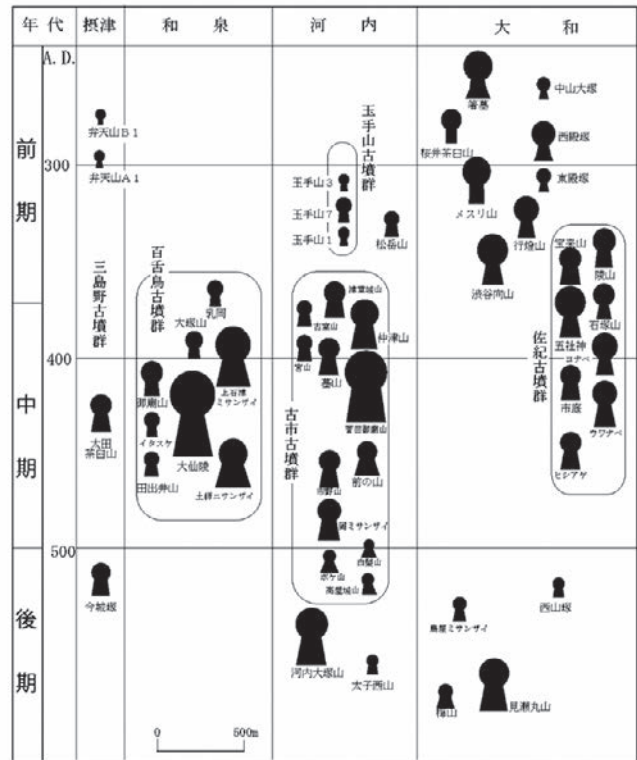 年代 摂津 和泉 河内 大和
A.D.
前期
300
中期
400
500
後期
弁天山B1
弁天山A1
三島野古墳群
太田
茶臼山
今城塚
百舌鳥古墳群
乳岡
大塚山
御廟山
上石津
ミサンザイ
イタスケ
大仙陵
田出井山
土師ニサンザイ
0 500m
玉手山古墳群
玉手山3
玉手山7
玉手山1
松岳山
津堂城山
古室山
仲津山
宮山
墓山
誉田御廟山
古市古墳群
市野山
前の山
岡ミサンザイ
白髪山
ボケ山
高屋城山
河内大塚山
太子西山
箸墓
中山大塚
桜井茶臼山
西殿塚
東殿塚
メスリ山
行燈山
渋谷向山
佐紀古墳群
宝来山
陵山
五社神
石塚山
コナベ
市庭
ウワナベ
ヒシアゲ
西山塚
鳥屋ミサンザイ
梅山
見瀬丸山